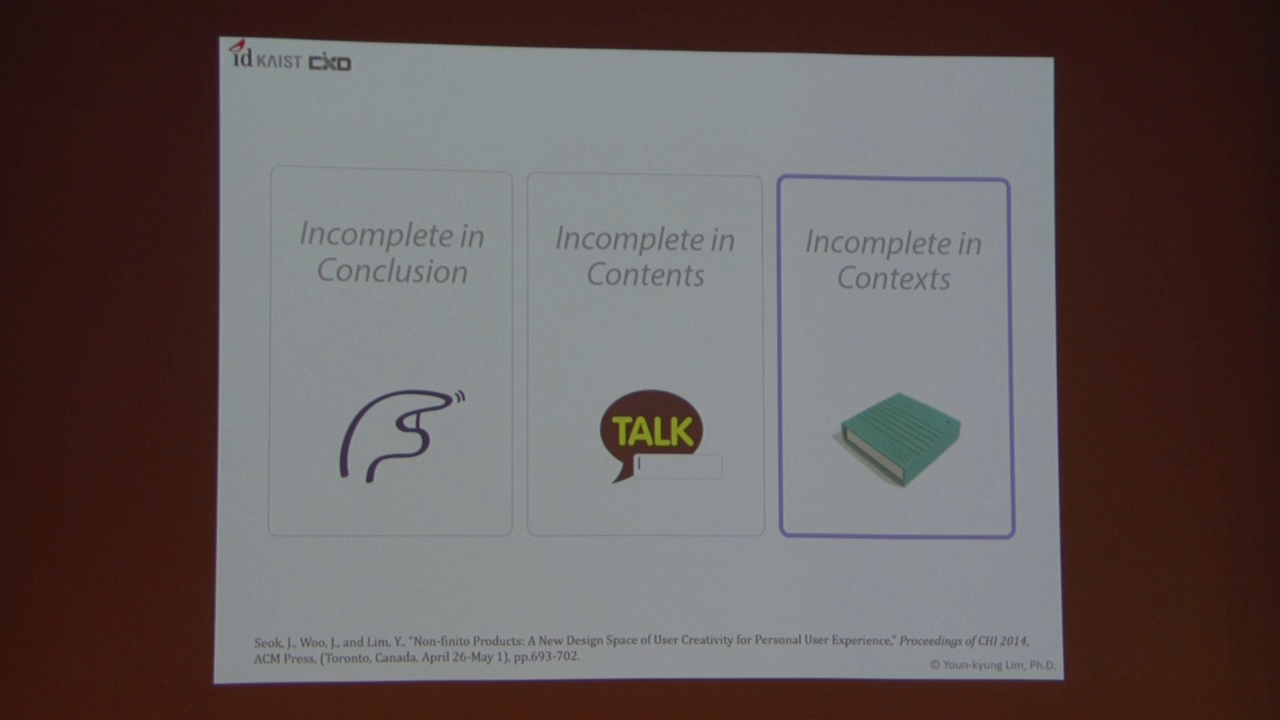 id KAIST CXD
Incomplete in
Conclusion
Incomplete in
Contents
TALK
Incomplete in
Contexts
Seok, J., Woo, J., and Lim, Y., "Non-finito Products: A New Design Space of User Creativity for Personal User Experience," Proceedings of CHI 2014,
ACM Press, (Toronto, Canada, April 26-May 1), pp.693-702.
© Youn-kyung Lim, Ph.D.